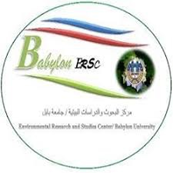 Babylon ERSC
مركز البحوث والدراسات البيئية / جامعة بابل
Environmental Research and Studies Center/ Babylon University